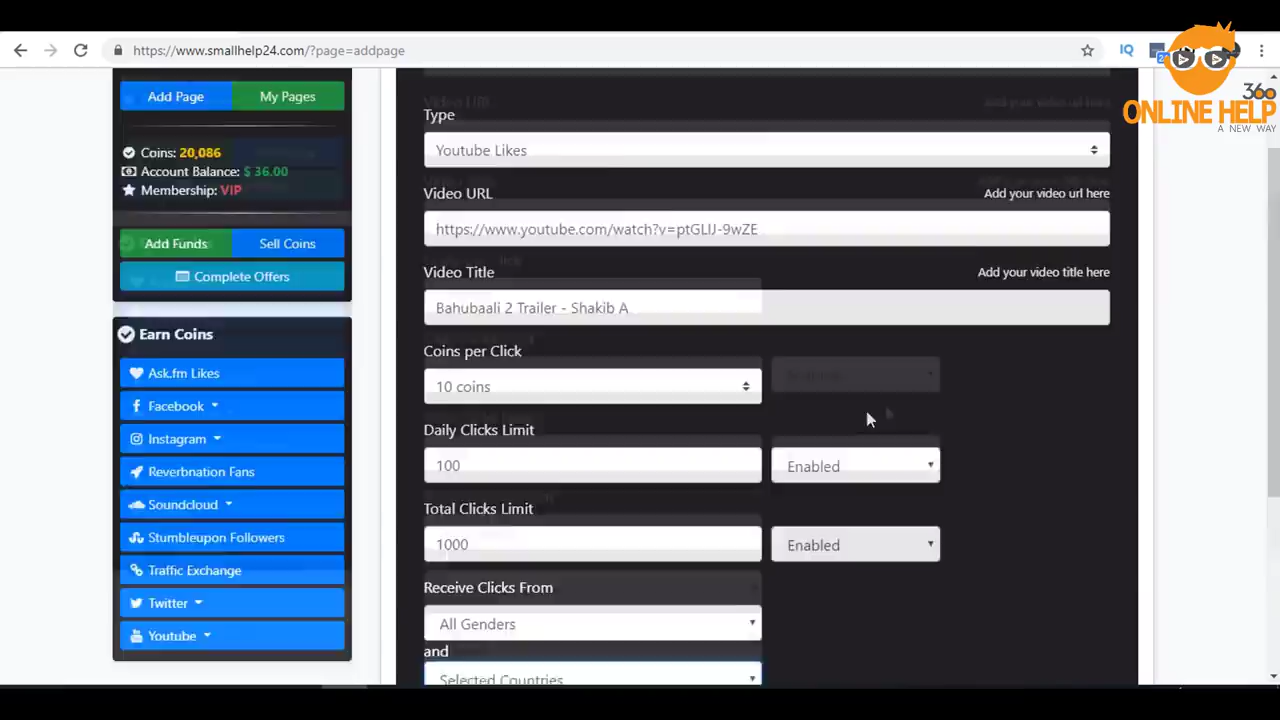 https://www.smallhelp24.com/?page=addpage
IQ
360
ONLINE HELP
A NEW WAY
Add Page
My Pages
Coins: 20,086
Account Balance: $ 36.00
Membership: VIP
Add Funds
Sell Coins
Complete Offers
Earn Coins
Ask.fm Likes
Facebook
Instagram
Reverbnation Fans
Soundcloud
Stumbleupon Followers
Traffic Exchange
Twitter
Youtube
Type
Youtube Likes
Video URL
Add your video url here
https://www.youtube.com/watch?v=ptGLIJ-9wZE
Video Title
Add your video title here
Bahubaali 2 Trailer - Shakib A
Coins per Click
10 coins
Daily Clicks Limit
100
Enabled
Total Clicks Limit
1000
Enabled
Receive Clicks From
All Genders
and
Selected Countries